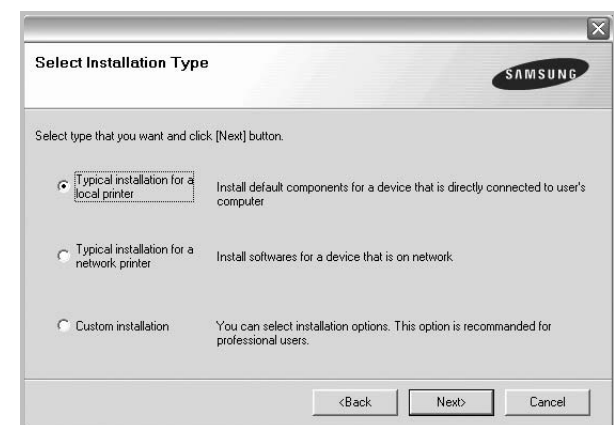 Select Installation Type
SAMSUNG
Select type that you want and click [Next] button.
Typical installation for a
local printer
Install default components for a device that is directly connected to user's
computer
Typical installation for a
network printer
Install softwares for a device that is on network
Custom installation
You can select installation options. This option is recommanded for
professional users.
<Back
Next>
Cancel